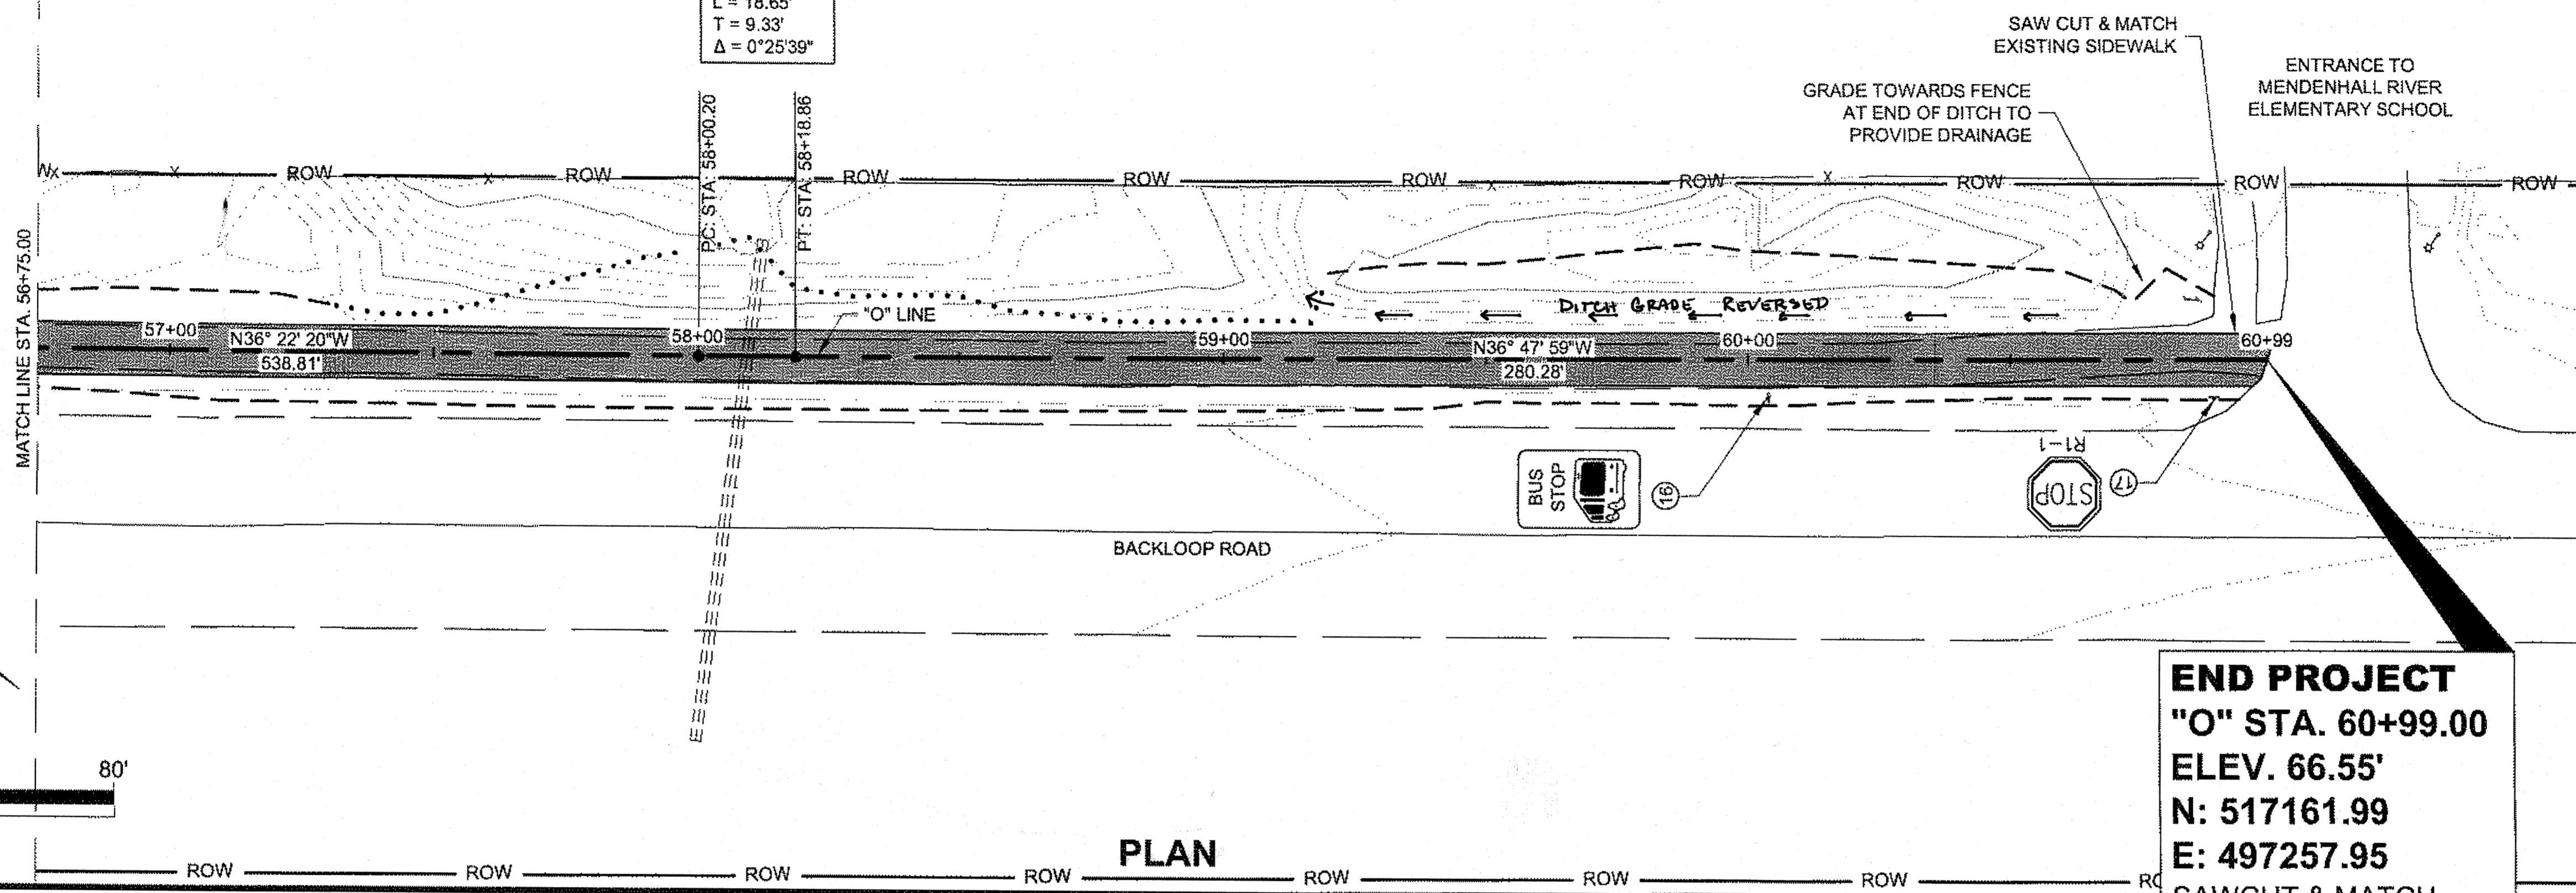 L = 18.65'
T = 9.33'
Δ = 0°25'39"
SAW CUT & MATCH
EXISTING SIDEWALK
ENTRANCE TO
MENDENHALL RIVER
ELEMENTARY SCHOOL
GRADE TOWARDS FENCE
AT END OF DITCH TO
PROVIDE DRAINAGE
PC: STA: 58+00.20
PT: STA: 58+18.86
ROW
ROW
ROW
ROW
ROW
ROW
ROW
ROW
ROW
MATCH LINE STA. 56+75.00
DITCH GRADE REVERSED
"O" LINE
57+00
58+00
59+00
60+00
60+99
N36° 22' 20"W
538.81'
N36° 47' 59"W
280.28'
BUS
STOP
16
R1-1
STOP
17
BACKLOOP ROAD
80'
END PROJECT
"O" STA. 60+99.00
ELEV. 66.55'
N: 517161.99
E: 497257.95
SAWCUT & MATCH
PLAN
ROW
ROW
ROW
ROW
ROW
ROW
ROW